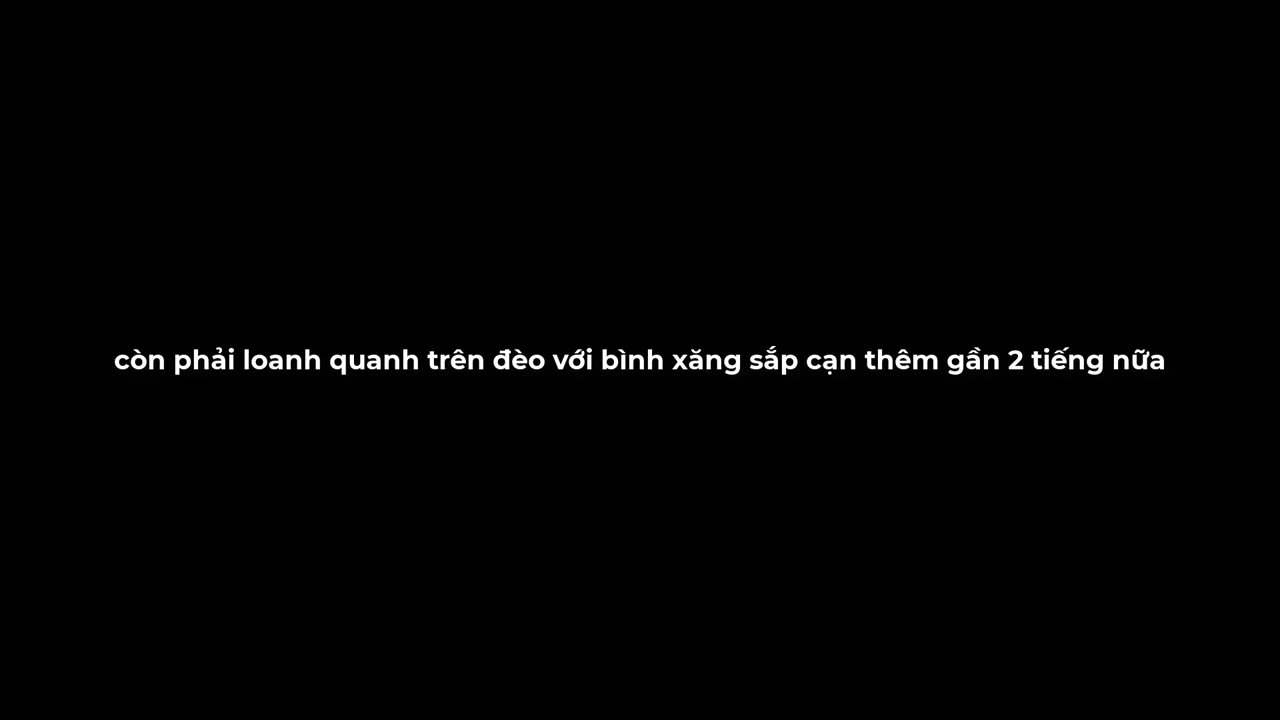 còn phải loanh quanh trên đèo với bình xăng sắp cạn thêm gần 2 tiếng nữa